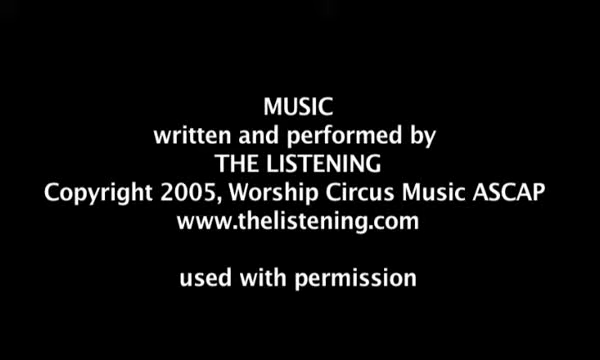 MUSIC
written and performed by
THE LISTENING
Copyright 2005, Worship Circus Music ASCAP
www.thelistening.com
used with permission